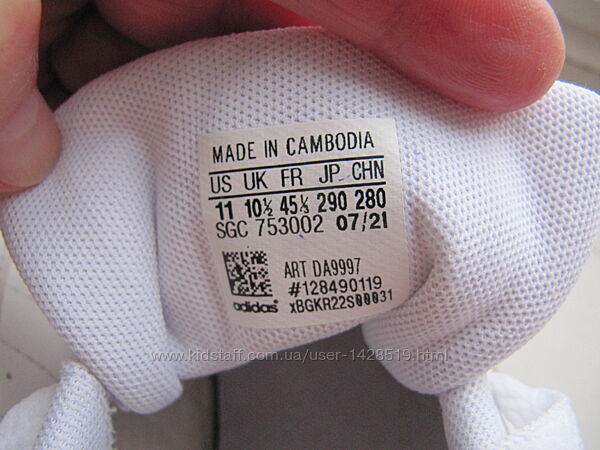 MADE IN CAMBODIA
US UK FR JP CHN
11 10½ 45⅓ 290 280
SGC 753002 07/21
ART DA9997
#128490119
adidas xBGKR22S00031
www.kidstaff.com.ua/user-1428519.html